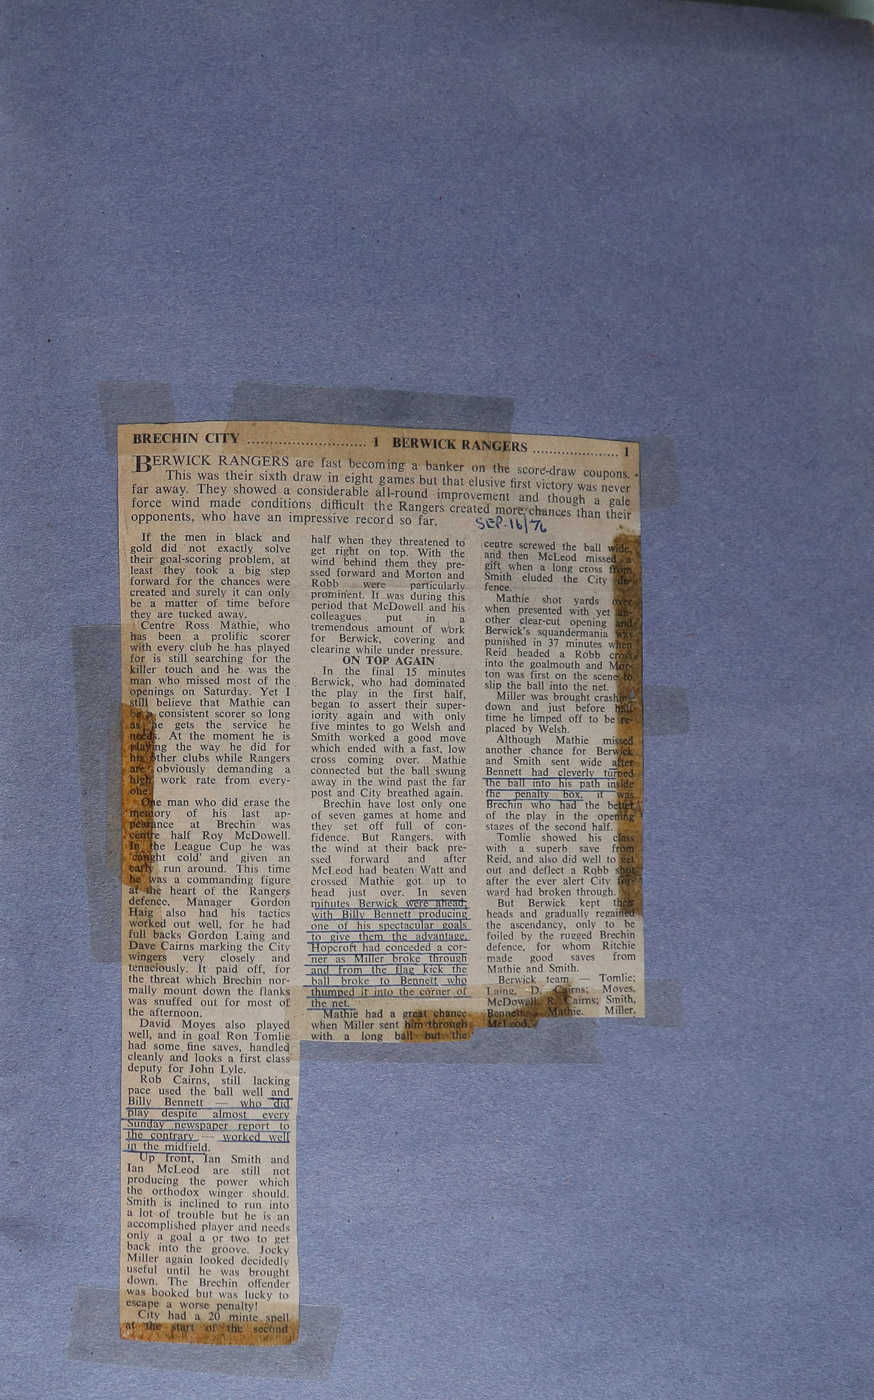 BRECHIN CITY .............................. 1 BERWICK RANGERS ...................... 1
BERWICK RANGERS are fast becoming a banker on the score-draw coupons.
This was their sixth draw in eight games but that elusive first victory was never
far away. They showed a considerable all-round improvement and though a gale
force wind made conditions difficult the Rangers created more chances than their
opponents, who have an impressive record so far.
SEP.16/76
If the men in black and
gold did not exactly solve
their goal-scoring problem, at
least they took a big step
forward for the chances were
created and surely it can only
be a matter of time before
they are tucked away.
Centre Ross Mathie, who
has been a prolific scorer
with every club he has played
for is still searching for the
killer touch and he was the
man who missed most of the
openings on Saturday. Yet I
still believe that Mathie can
be a consistent scorer so long
as he gets the service he
needs. At the moment he is
playing the way he did for
his other clubs while Rangers
are obviously demanding a
high work rate from every-
one.
One man who did erase the
memory of his last ap-
pearance at Brechin was
centre half Roy McDowell.
In the League Cup he was
'caught cold' and given an
early run around. This time
he was a commanding figure
at the heart of the Rangers
defence, Manager Gordon
Haig also had his tactics
worked out well, for he had
full backs Gordon Laing and
Dave Cairns marking the City
wingers very closely and
tenaciously. It paid off, for
the threat which Brechin nor-
mally mount down the flanks
was snuffed out for most of
the afternoon.
David Moyes also played
well, and in goal Ron Tomlie
had some fine saves, handled
cleanly and looks a first class
deputy for John Lyle.
Rob Cairns, still lacking
pace used the ball well and
Billy Bennett — who did
play despite almost every
Sunday newspaper report to
the contrary — worked well
in the midfield.
Up front, Ian Smith and
Ian McLeod are still not
producing the power which
the orthodox winger should.
Smith is inclined to run into
a lot of trouble but he is an
accomplished player and needs
only a goal a or two to get
back into the groove. Jocky
Miller again looked decidedly
useful until he was brought
down. The Brechin offender
was booked but was lucky to
escape a worse penalty!
City had a 20 minte spell
at the start of the second
half when they threatened to
get right on top. With the
wind behind them they pre-
ssed forward and Morton and
Robb were particularly
prominent. It was during this
period that McDowell and his
colleagues put in a
tremendous amount of work
for Berwick, covering and
clearing while under pressure.
ON TOP AGAIN
In the final 15 minutes
Berwick, who had dominated
the play in the first half,
began to assert their super-
iority again and with only
five mintes to go Welsh and
Smith worked a good move
which ended with a fast, low
cross coming over. Mathie
connected but the ball swung
away in the wind past the far
post and City breathed again.
Brechin have lost only one
of seven games at home and
they set off full of con-
fidence. But Rangers, with
the wind at their back pre-
ssed forward and after
McLeod had beaten Watt and
crossed Mathie got up to
head just over. In seven
minutes Berwick were ahead,
with Billy Bennett producing
one of his spectacular goals
to give them the advantage.
Hopcroft had conceded a cor-
ner as Miller broke through
and from the flag kick the
ball broke to Bennett who
thumped it into the corner of
the net.
Mathie had a great chance
when Miller sent him through
with a long ball but the
centre screwed the ball wide,
and then McLeod missed a
gift when a long cross from
Smith eluded the City de-
fence.
Mathie shot yards over
when presented with yet an-
other clear-cut opening and
Berwick's squandermania was
punished in 37 minutes when
Reid headed a Robb cross
into the goalmouth and Mor-
ton was first on the scene to
slip the ball into the net.
Miller was brought crashing
down and just before half-
time he limped off to be re-
placed by Welsh.
Although Mathie missed
another chance for Berwick
and Smith sent wide after
Bennett had cleverly turned
the ball into his path inside
the penalty box, it was
Brechin who had the better
of the play in the opening
stages of the second half.
Tomlie showed his class
with a superb save from
Reid, and also did well to get
out and deflect a Robb shot
after the ever alert City for-
ward had broken through.
But Berwick kept their
heads and gradually regained
the ascendancy, only to be
foiled by the rugged Brechin
defence, for whom Ritchie
made good saves from
Mathie and Smith.
Berwick team — Tomlie;
Laing, D. Cairns; Moyes,
McDowell, R. Cairns; Smith,
Bennett, Mathie, Miller,
McLeod.